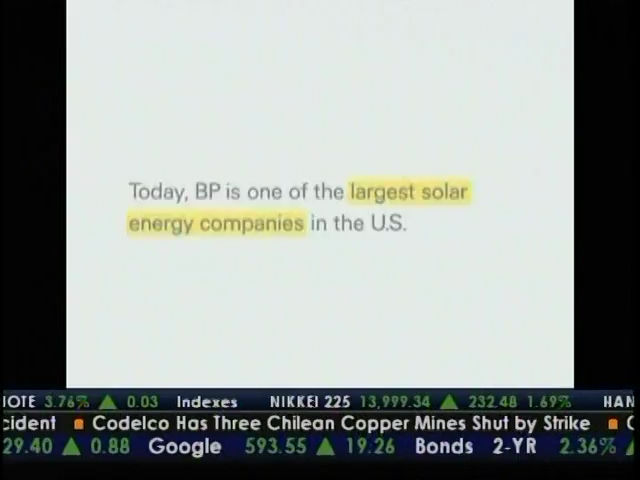 Today, BP is one of the largest solar
energy companies in the U.S.
3.76% ▲ 0.03 Indexes NIKKEI 225 13,999.34 ▲ 232.48 1.69% HAN
cident Codelco Has Three Chilean Copper Mines Shut by Strike
29.40 ▲ 0.88 Google 593.55 ▲ 19.26 Bonds 2-YR 2.36%